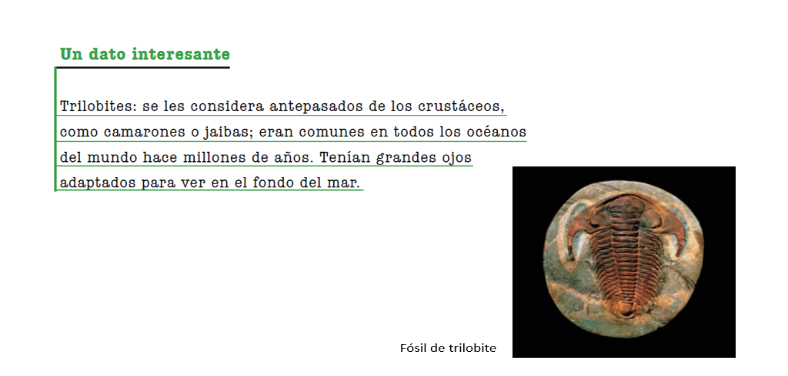 Un dato interesante
Trilobites: se les considera antepasados de los crustáceos,
como camarones o jaibas; eran comunes en todos los océanos
del mundo hace millones de años. Tenían grandes ojos
adaptados para ver en el fondo del mar.
Fósil de trilobite